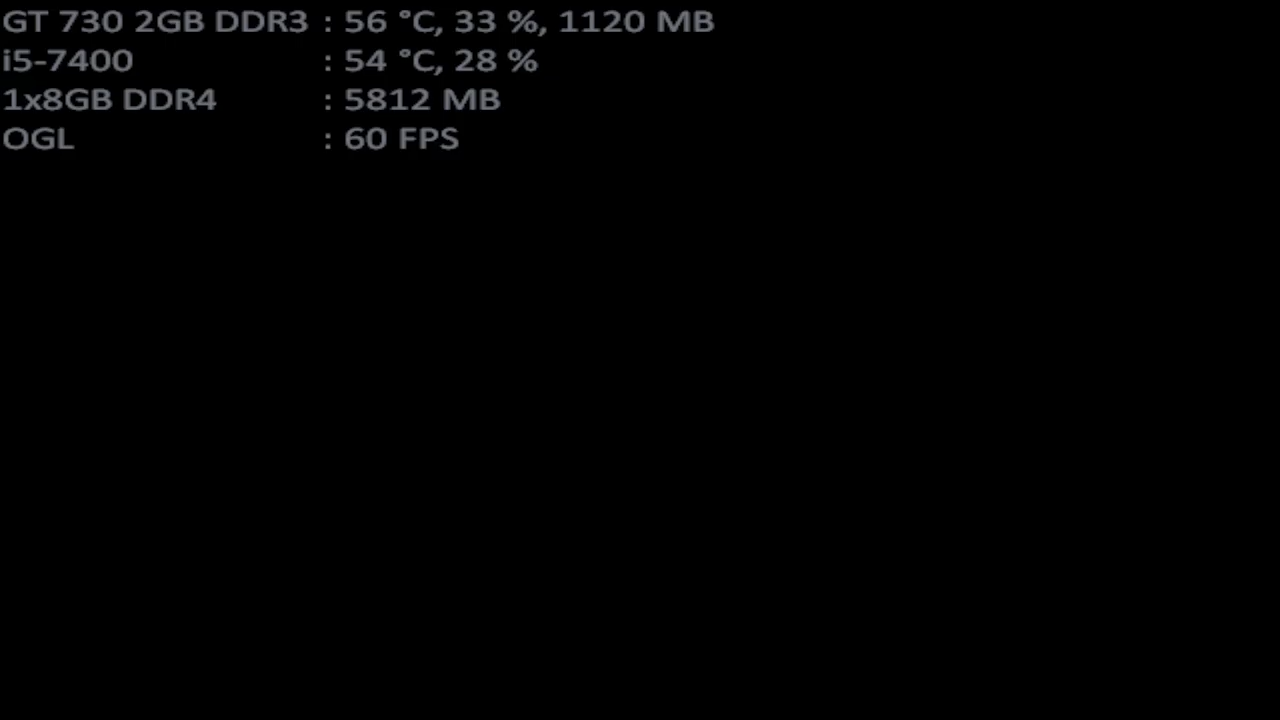 GT 730 2GB DDR3 : 56 °C, 33 %, 1120 MB
i5-7400 : 54 °C, 28 %
1x8GB DDR4 : 5812 MB
OGL : 60 FPS